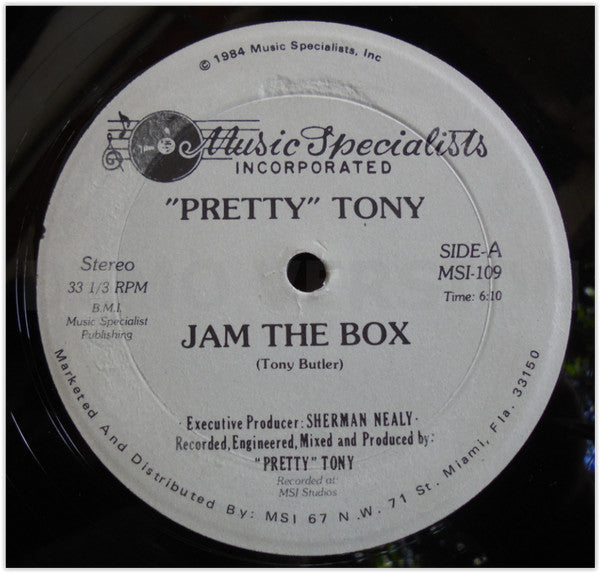 © 1984 Music Specialists, Inc
Music Specialists
INCORPORATED
"PRETTY" TONY
Stereo
33 1/3 RPM
B.M.I.
Music Specialist
Publishing
SIDE-A
MSI-109
Time: 6:10
JAM THE BOX
(Tony Butler)
· Executive Producer: SHERMAN NEALY ·
Recorded, Engineered, Mixed and Produced by:
"PRETTY" TONY
Recorded at:
MSI Studios
Marketed And Distributed By: MSI 67 N.W. 71 St. Miami, Fla. 33150